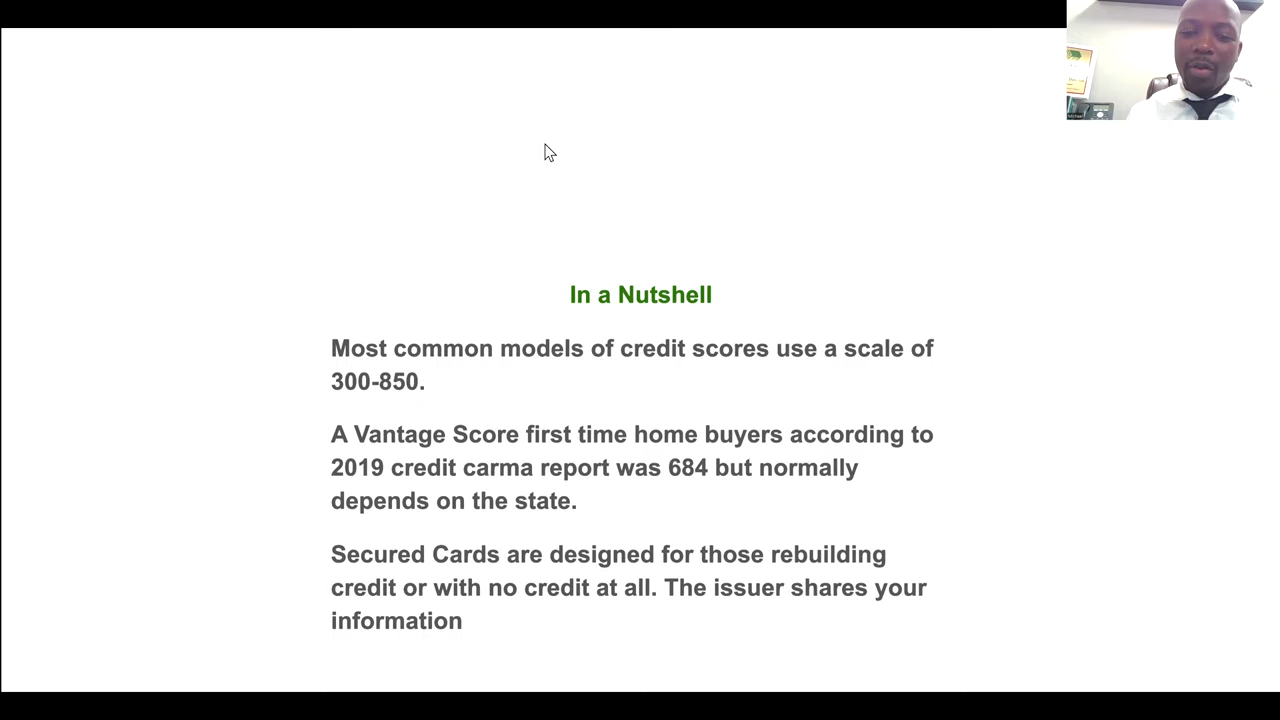 In a Nutshell
Most common models of credit scores use a scale of
300-850.
A Vantage Score first time home buyers according to
2019 credit carma report was 684 but normally
depends on the state.
Secured Cards are designed for those rebuilding
credit or with no credit at all. The issuer shares your
information